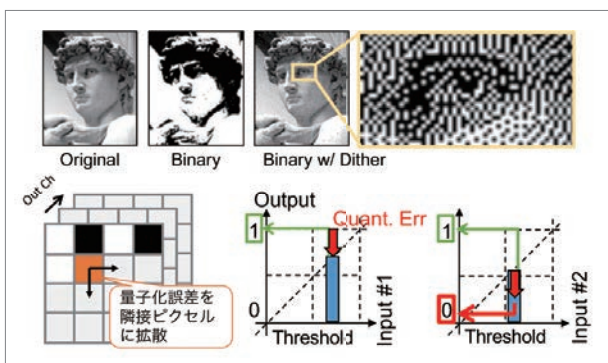 Original
Binary
Binary w/ Dither
Out Ch
量子化誤差を
隣接ピクセル
に拡散
Output
Quant. Err
1
0
Threshold
Input #1
1
0
Threshold
Input #2